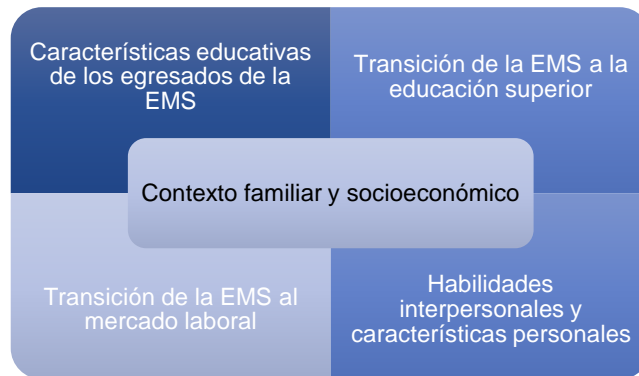 Características educativas
de los egresados de la
EMS
Transición de la EMS a la
educación superior
Contexto familiar y socioeconómico
Transición de la EMS al
mercado laboral
Habilidades
interpersonales y
características personales